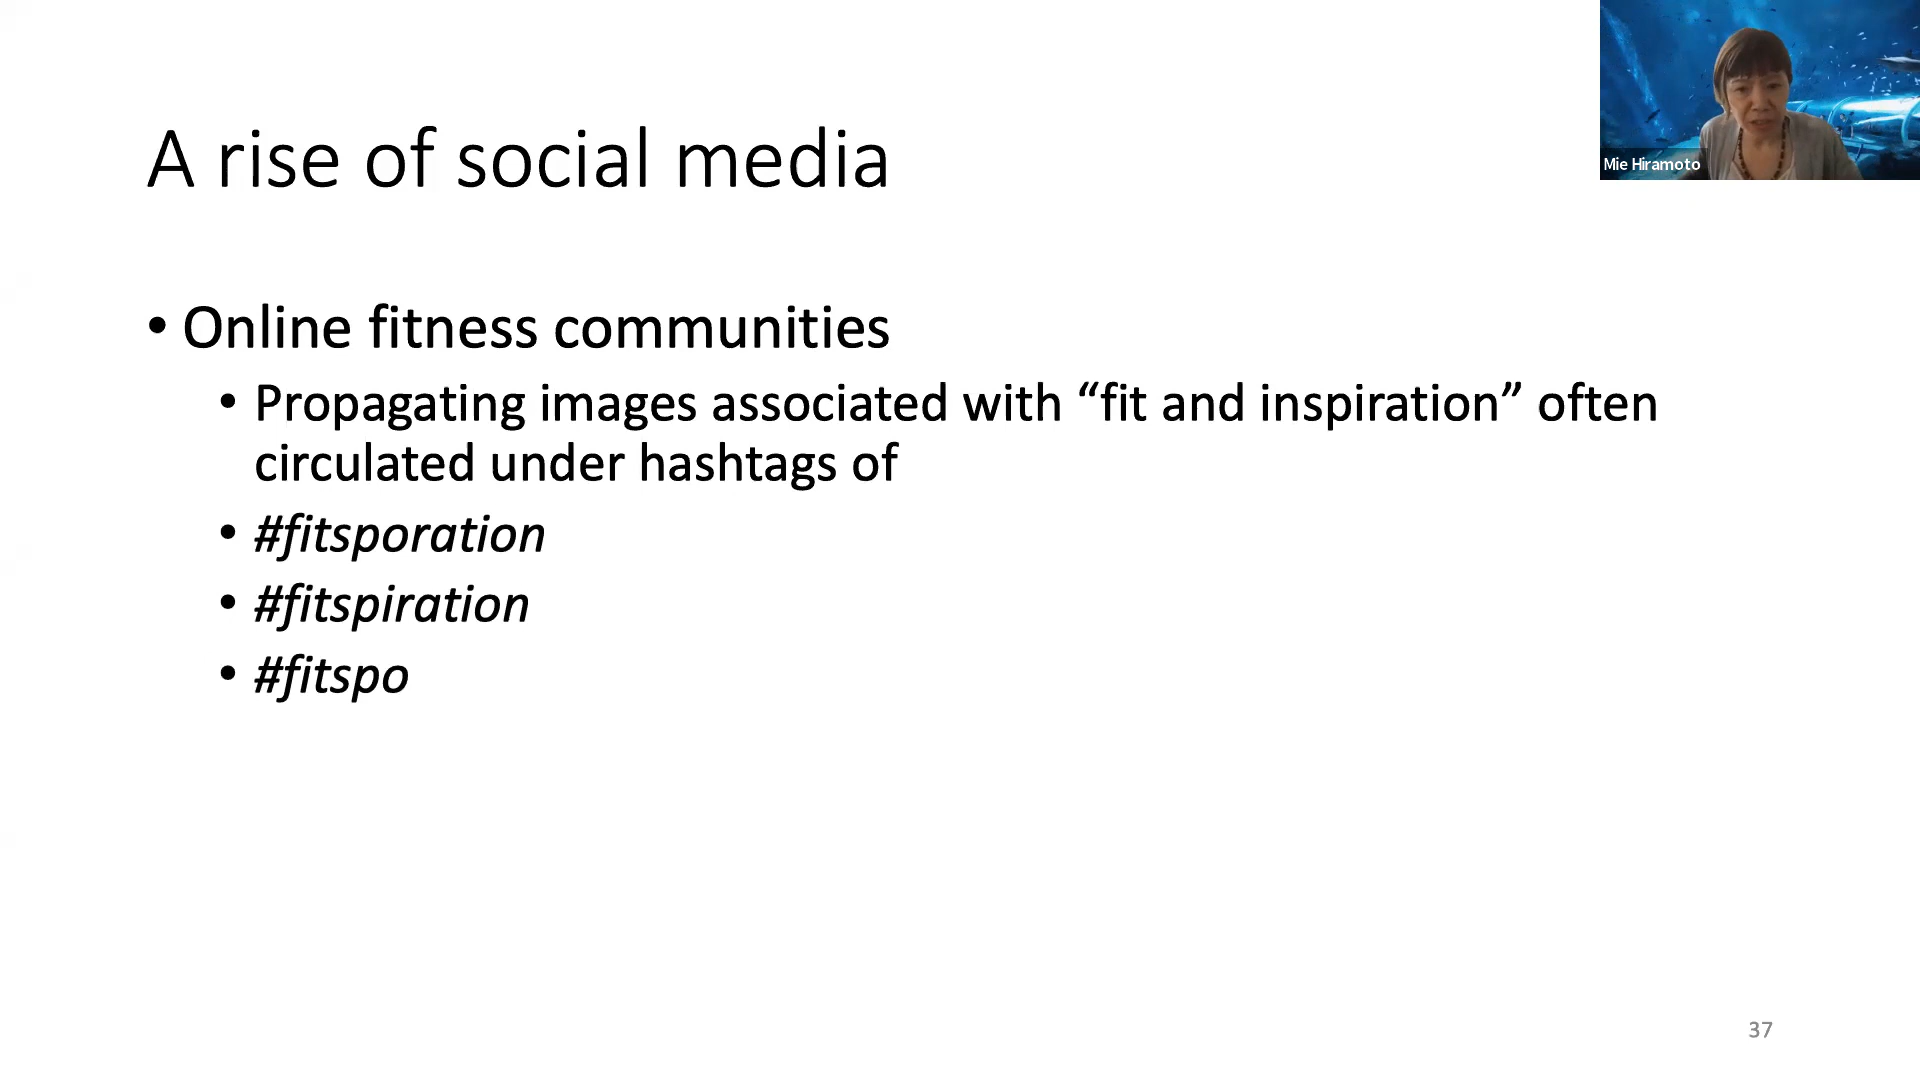 A rise of social media
Mie Hiramoto
• Online fitness communities
• Propagating images associated with “fit and inspiration” often
circulated under hashtags of
• #fitsporation
• #fitspiration
• #fitspo
37